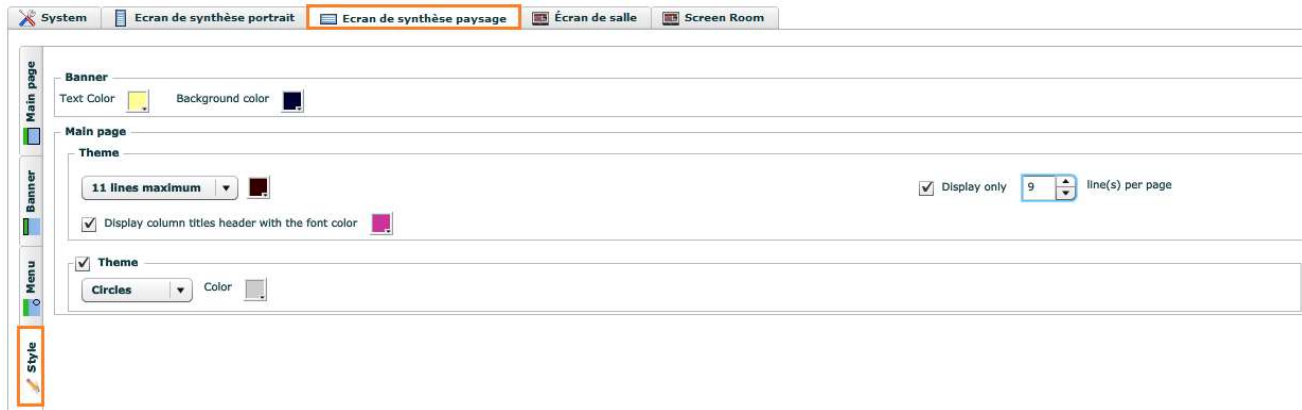 System
Ecran de synthèse portrait
Ecran de synthèse paysage
Écran de salle
Screen Room
Main page
Banner
Menu
Style
Banner
Text Color
Background color
Main page
Theme
11 lines maximum
Display only 9 line(s) per page
Display column titles header with the font color
Theme
Circles
Color